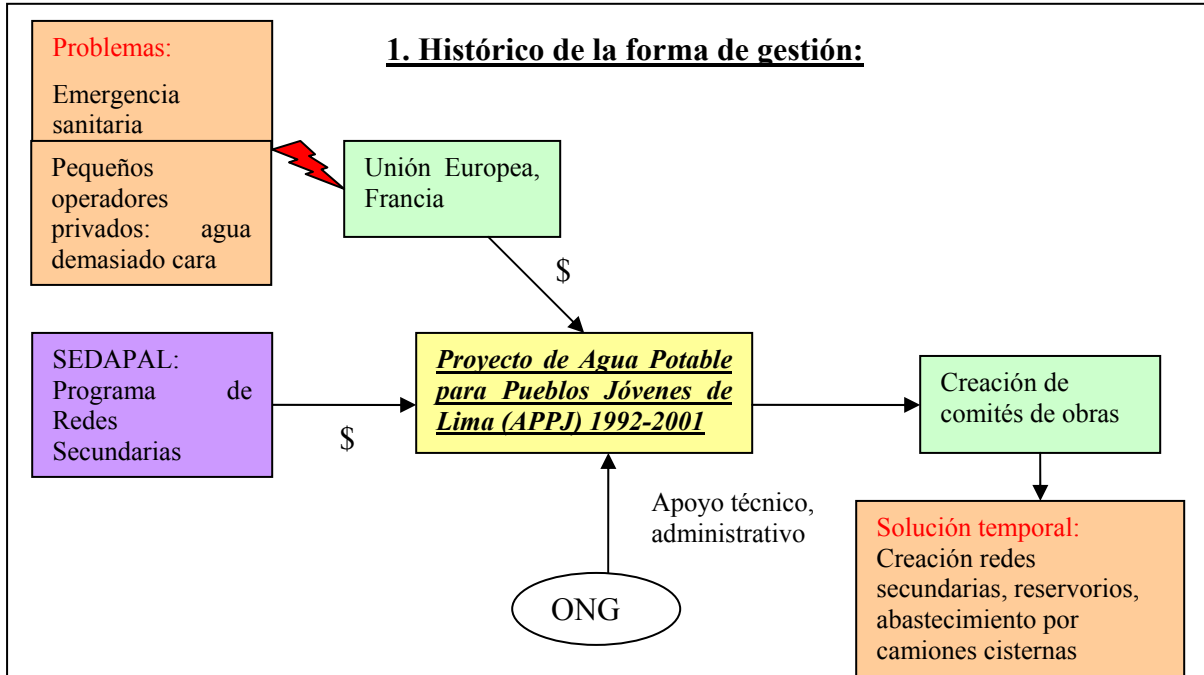 1. Histórico de la forma de gestión:
Problemas:
Emergencia
sanitaria
Pequeños
operadores
privados: agua
demasiado cara
Unión Europea,
Francia
$
SEDAPAL:
Programa de
Redes
Secundarias
$
Proyecto de Agua Potable
para Pueblos Jóvenes de
Lima (APPJ) 1992-2001
Creación de
comités de obras
Apoyo técnico,
administrativo
ONG
Solución temporal:
Creación redes
secundarias, reservorios,
abastecimiento por
camiones cisternas